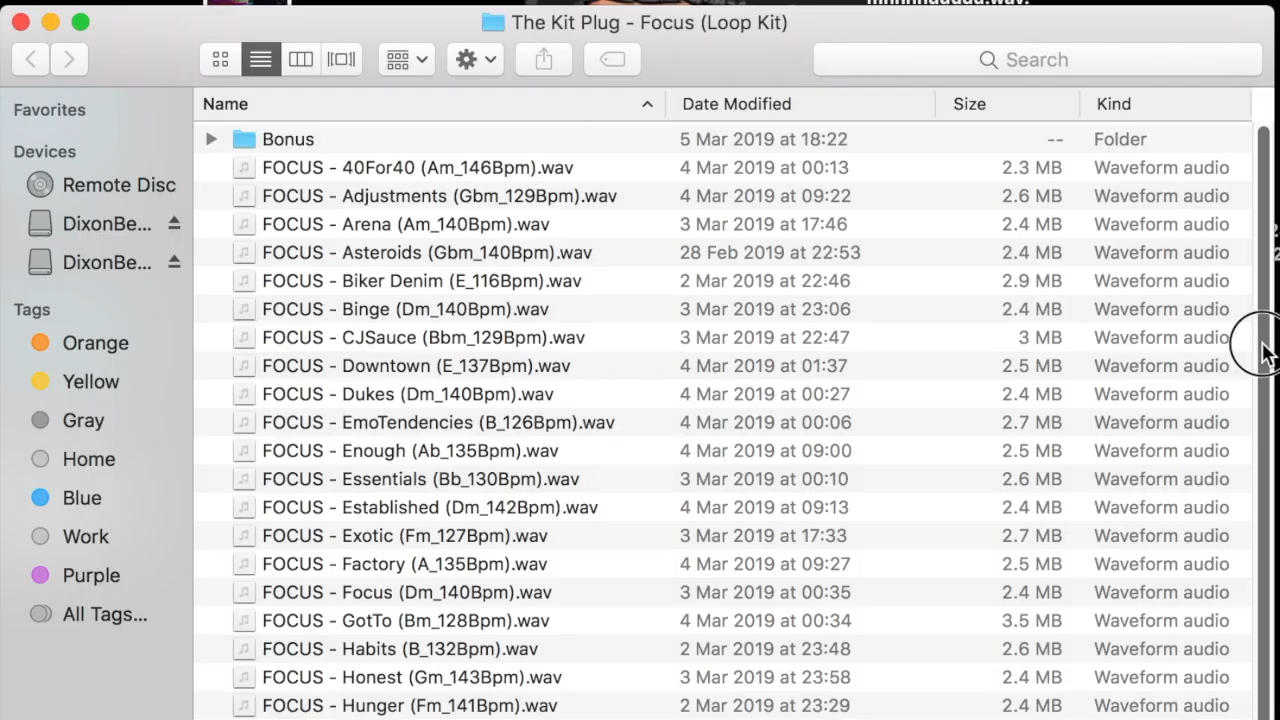 The Kit Plug - Focus (Loop Kit)
Search
Favorites
Devices
Remote Disc
DixonBe...
DixonBe...
Tags
Orange
Yellow
Gray
Home
Blue
Work
Purple
All Tags...
Name Date Modified Size Kind
Bonus 5 Mar 2019 at 18:22 -- Folder
FOCUS - 40For40 (Am_146Bpm).wav 4 Mar 2019 at 00:13 2.3 MB Waveform audio
FOCUS - Adjustments (Gbm_129Bpm).wav 4 Mar 2019 at 09:22 2.6 MB Waveform audio
FOCUS - Arena (Am_140Bpm).wav 3 Mar 2019 at 17:46 2.4 MB Waveform audio
FOCUS - Asteroids (Gbm_140Bpm).wav 28 Feb 2019 at 22:53 2.4 MB Waveform audio
FOCUS - Biker Denim (E_116Bpm).wav 2 Mar 2019 at 22:46 2.9 MB Waveform audio
FOCUS - Binge (Dm_140Bpm).wav 3 Mar 2019 at 23:06 2.4 MB Waveform audio
FOCUS - CJSauce (Bbm_129Bpm).wav 3 Mar 2019 at 22:47 3 MB Waveform audio
FOCUS - Downtown (E_137Bpm).wav 4 Mar 2019 at 01:37 2.5 MB Waveform audio
FOCUS - Dukes (Dm_140Bpm).wav 4 Mar 2019 at 00:27 2.4 MB Waveform audio
FOCUS - EmoTendencies (B_126Bpm).wav 4 Mar 2019 at 00:06 2.7 MB Waveform audio
FOCUS - Enough (Ab_135Bpm).wav 4 Mar 2019 at 09:00 2.5 MB Waveform audio
FOCUS - Essentials (Bb_130Bpm).wav 3 Mar 2019 at 00:10 2.6 MB Waveform audio
FOCUS - Established (Dm_142Bpm).wav 4 Mar 2019 at 09:13 2.4 MB Waveform audio
FOCUS - Exotic (Fm_127Bpm).wav 3 Mar 2019 at 17:33 2.7 MB Waveform audio
FOCUS - Factory (A_135Bpm).wav 4 Mar 2019 at 09:27 2.5 MB Waveform audio
FOCUS - Focus (Dm_140Bpm).wav 3 Mar 2019 at 00:35 2.4 MB Waveform audio
FOCUS - GotTo (Bm_128Bpm).wav 4 Mar 2019 at 00:34 3.5 MB Waveform audio
FOCUS - Habits (B_132Bpm).wav 2 Mar 2019 at 23:48 2.6 MB Waveform audio
FOCUS - Honest (Gm_143Bpm).wav 3 Mar 2019 at 23:58 2.4 MB Waveform audio
FOCUS - Hunger (Fm_141Bpm).wav 2 Mar 2019 at 23:29 2.4 MB Waveform audio